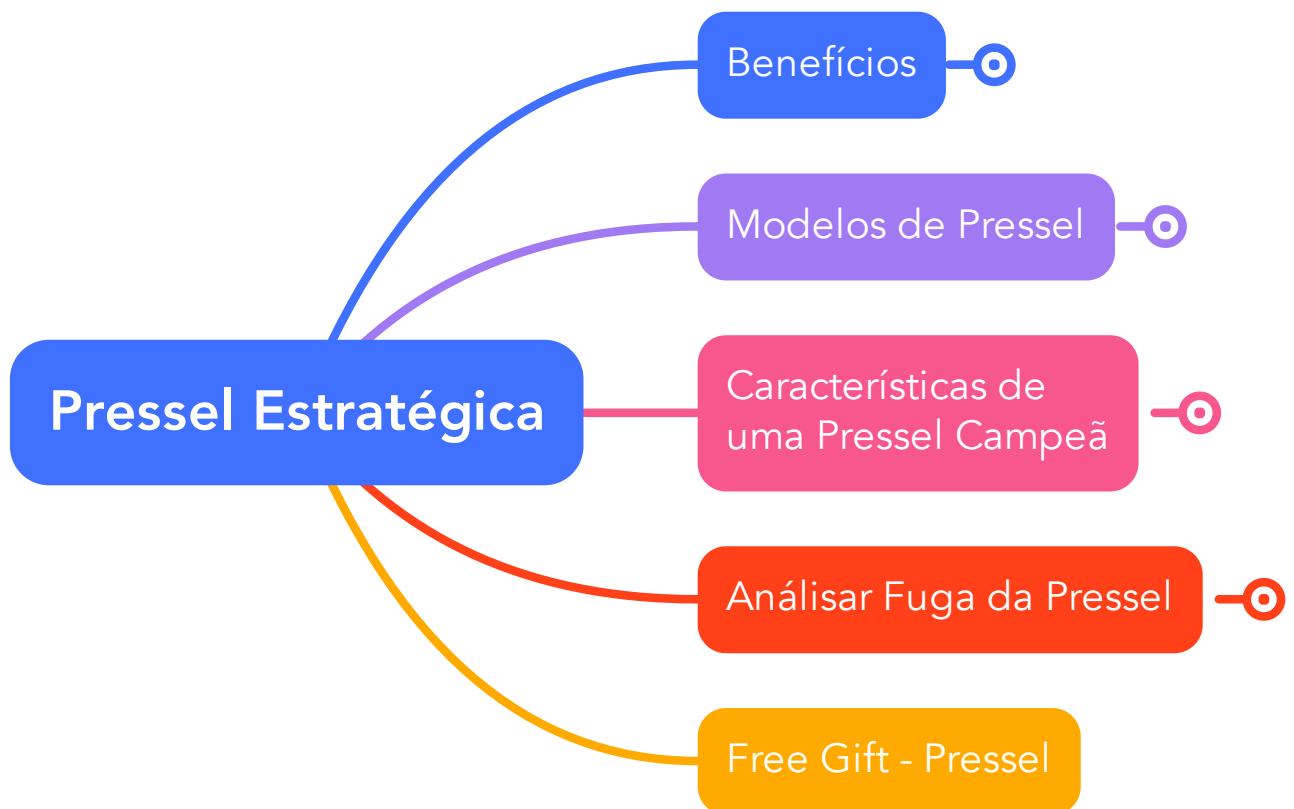 Benefícios
Modelos de Pressel
Pressel Estratégica
Características de
uma Pressel Campeã
Análisar Fuga da Pressel
Free Gift - Pressel